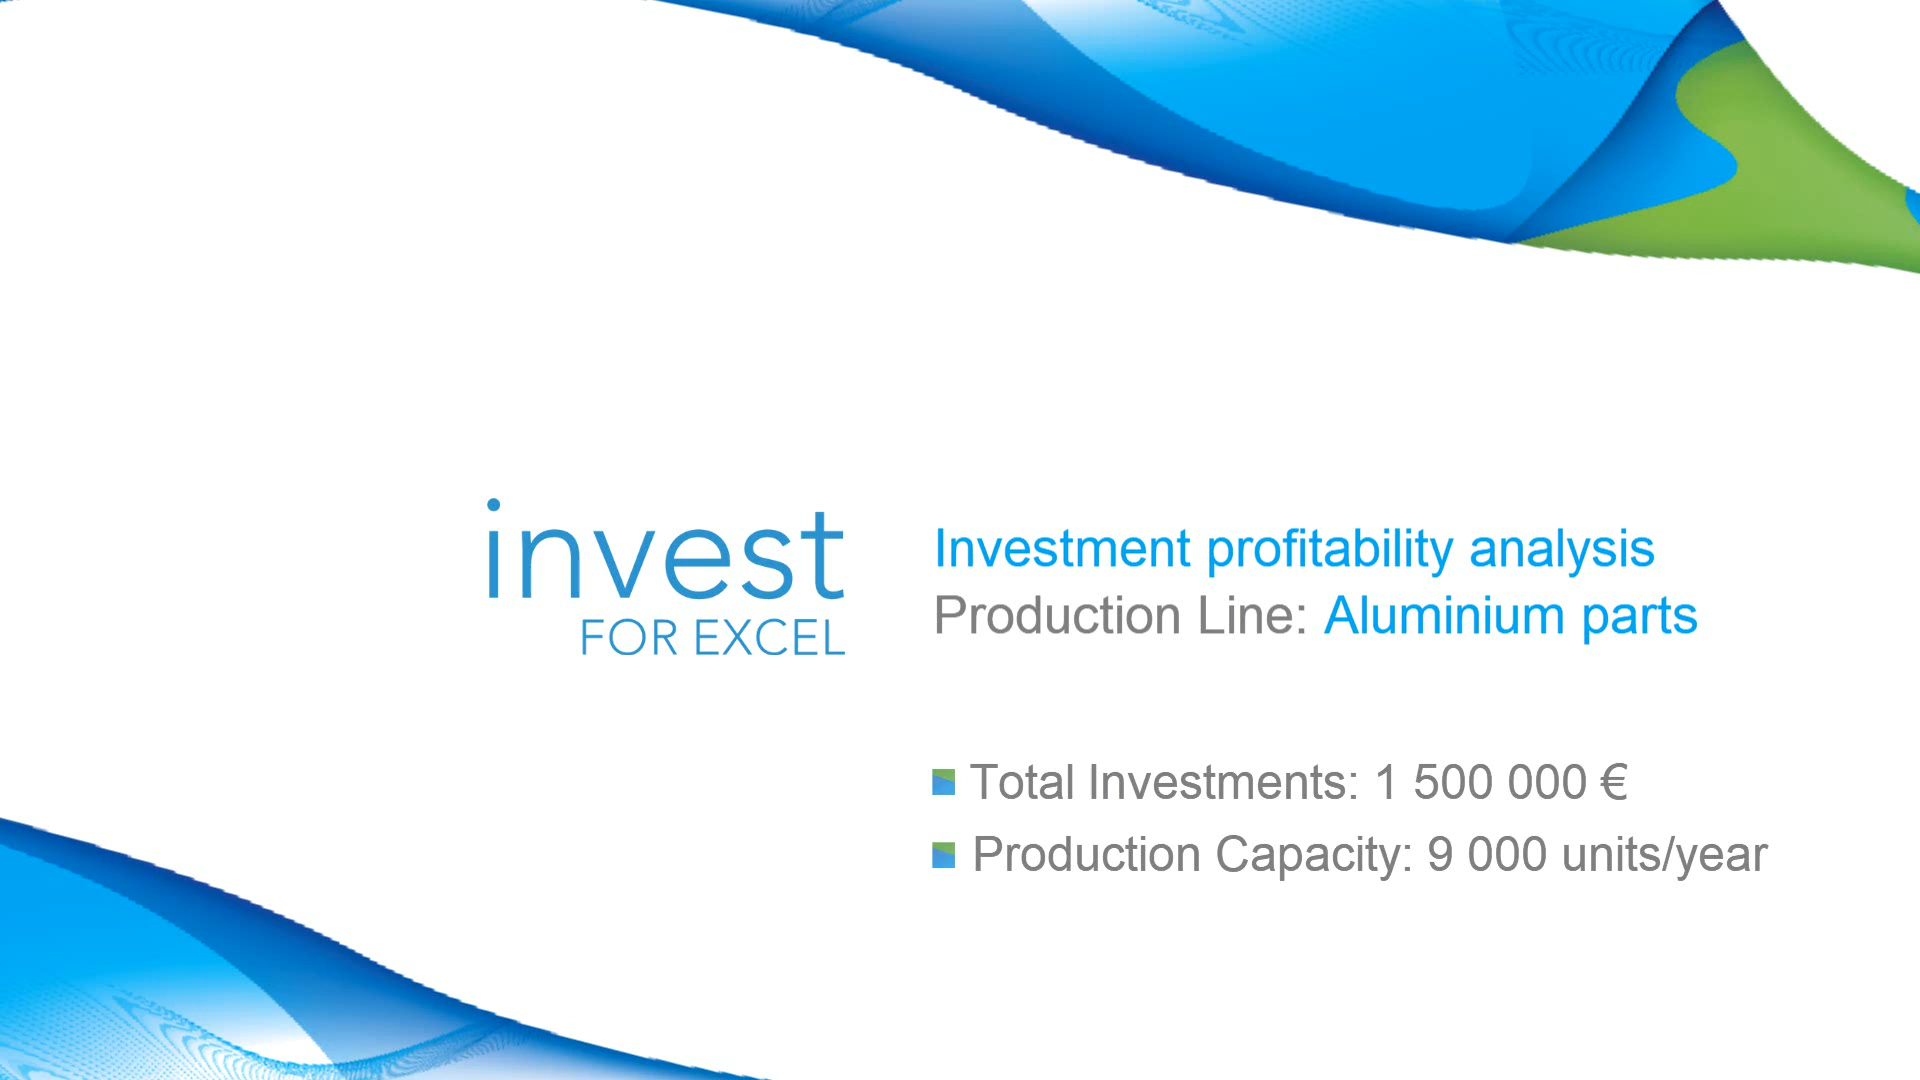 invest
FOR EXCEL
Investment profitability analysis
Production Line: Aluminium parts
Total Investments: 1 500 000 €
Production Capacity: 9 000 units/year